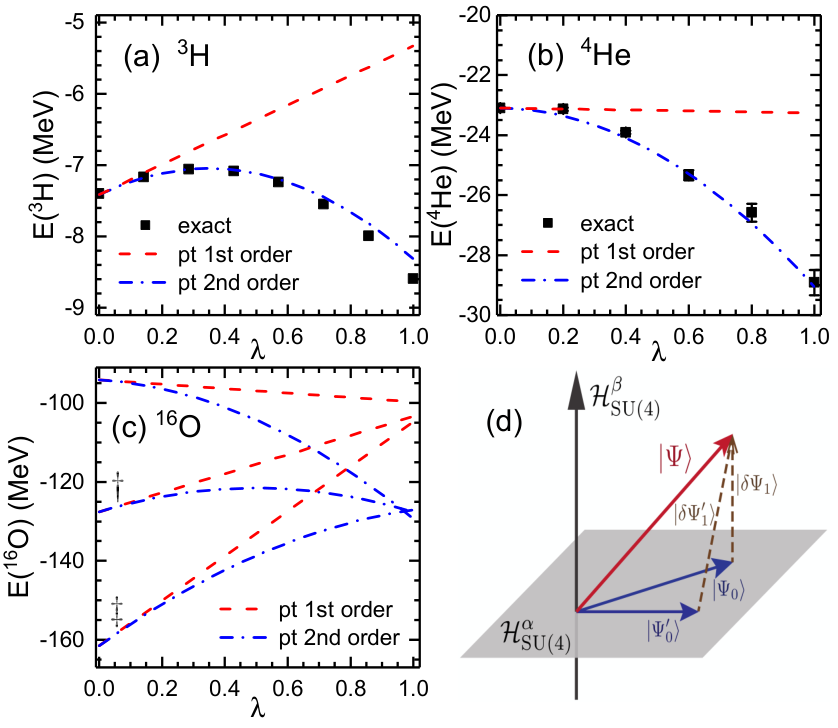 (a) ³H
E(³H) (MeV)
-5
-6
-7
-8
-9
exact
pt 1st order
pt 2nd order
0.0 0.2 0.4 0.6 0.8 1.0
λ
(b) ⁴He
E(⁴He) (MeV)
-20
-22
-24
-26
-28
-30
exact
pt 1st order
pt 2nd order
0.0 0.2 0.4 0.6 0.8 1.0
λ
(c) ¹⁶O
E(¹⁶O) (MeV)
-100
-120
-140
-160
†
‡
pt 1st order
pt 2nd order
0.0 0.2 0.4 0.6 0.8 1.0
λ
(d)
ℋ^β_SU(4)
|Ψ⟩
|δΨ₁⟩
|δΨ′₁⟩
|Ψ₀⟩
|Ψ′₀⟩
ℋ^α_SU(4)